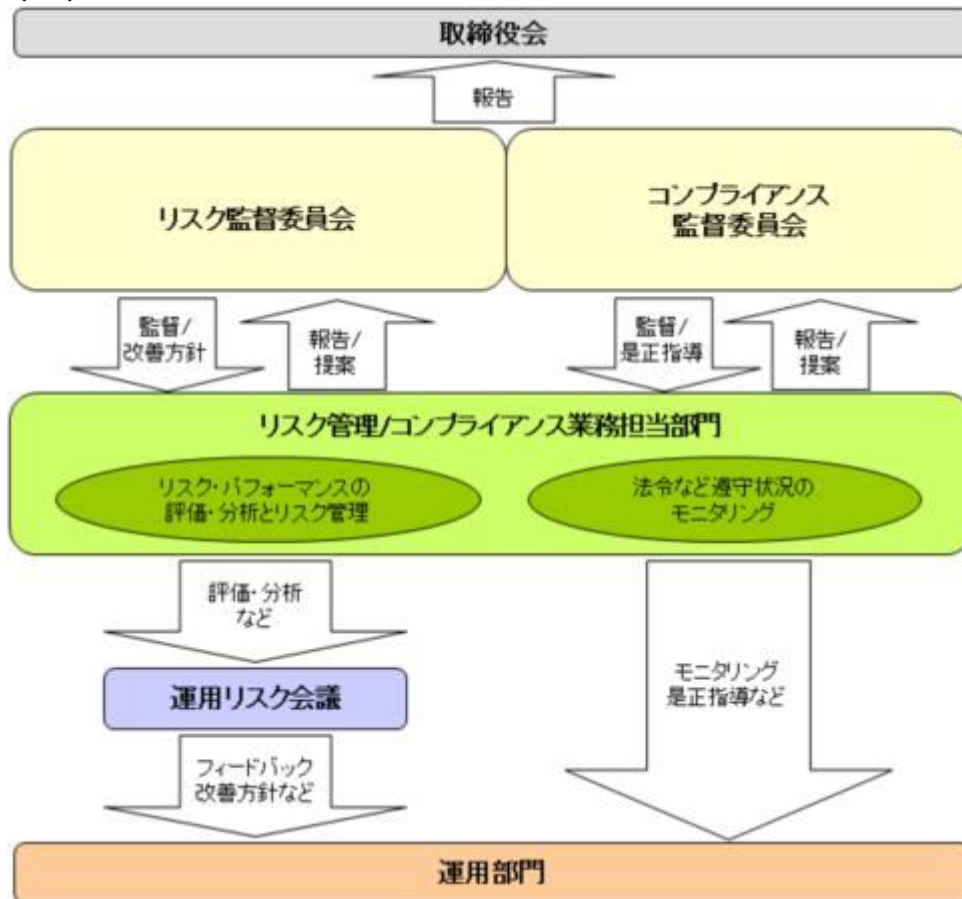 取締役会
報告
リスク監督委員会
コンプライアンス
監督委員会
監督/
改善方針
報告/
提案
監督/
是正指導
報告/
提案
リスク管理/コンプライアンス業務担当部門
リスク・パフォーマンスの
評価・分析とリスク管理
法令など遵守状況の
モニタリング
評価・分析
など
運用リスク会議
フィードバック
改善方針など
モニタリング
是正指導など
運用部門